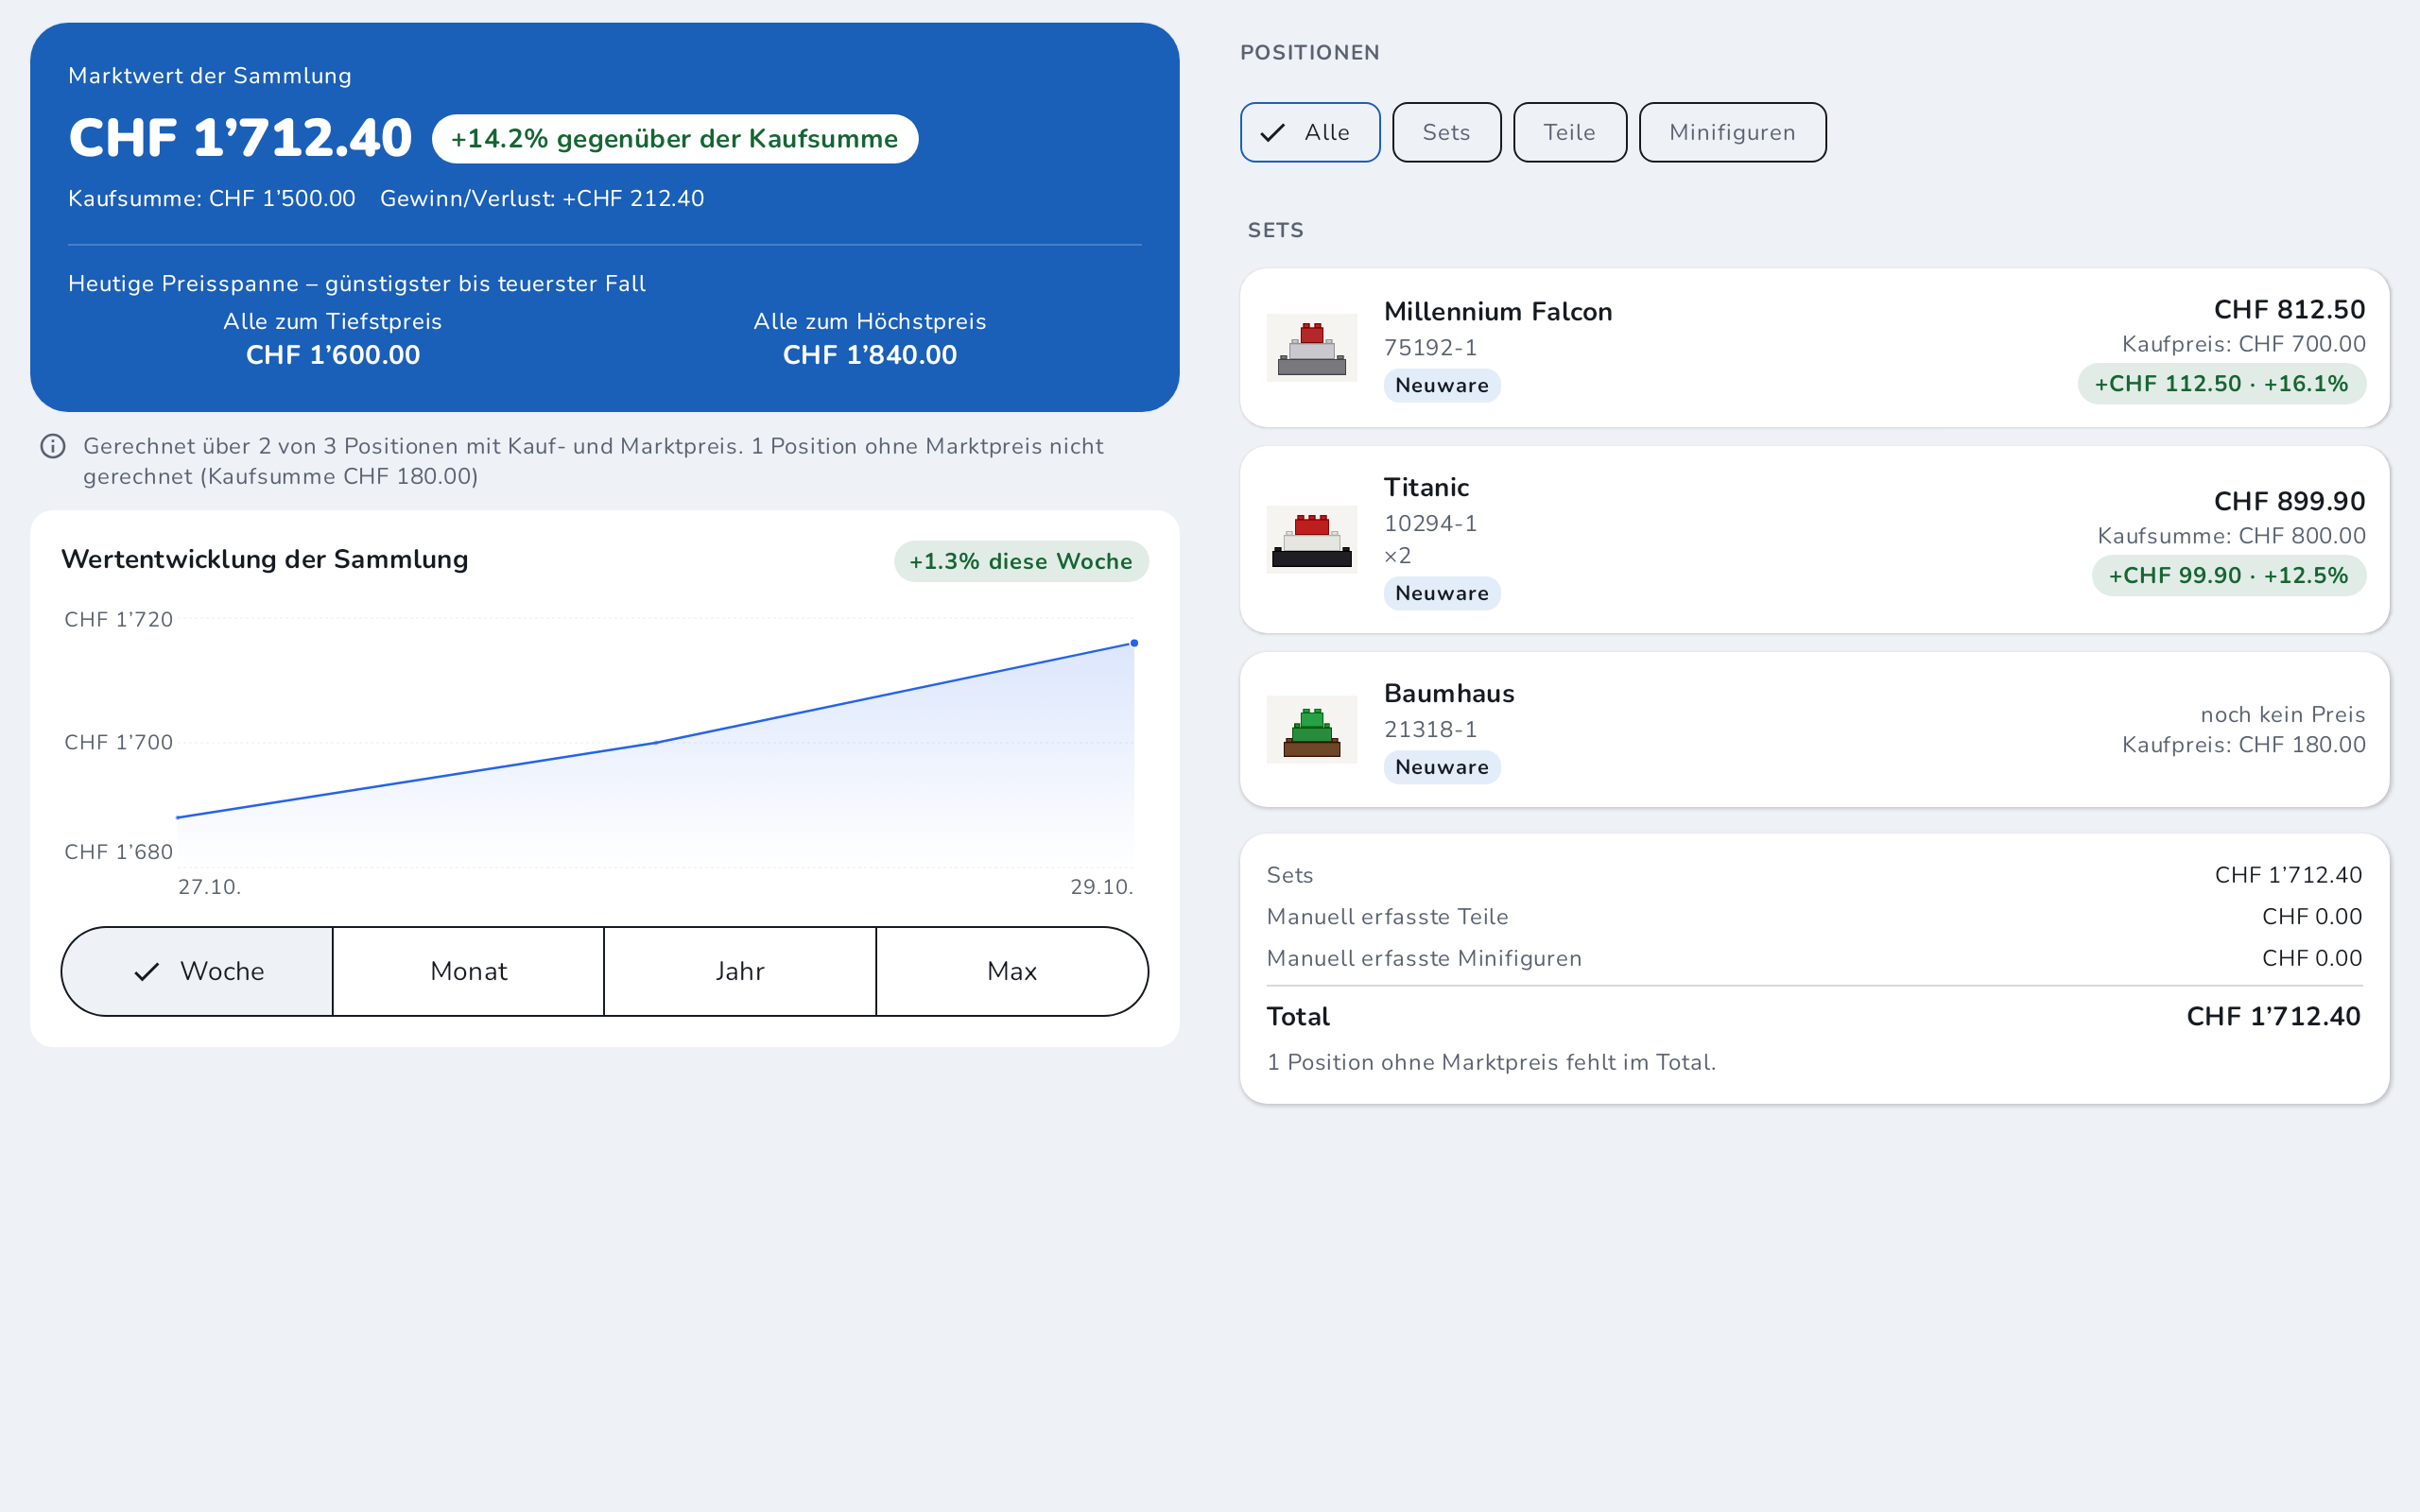 Marktwert der Sammlung
CHF 1’712.40
+14.2% gegenüber der Kaufsumme
Kaufsumme: CHF 1’500.00 Gewinn/Verlust: +CHF 212.40
Heutige Preisspanne – günstigster bis teuerster Fall
Alle zum Tiefstpreis
CHF 1’600.00
Alle zum Höchstpreis
CHF 1’840.00
Gerechnet über 2 von 3 Positionen mit Kauf- und Marktpreis. 1 Position ohne Marktpreis nicht
gerechnet (Kaufsumme CHF 180.00)
Wertentwicklung der Sammlung
+1.3% diese Woche
CHF 1’720
CHF 1’700
CHF 1’680
27.10.
29.10.
Woche
Monat
Jahr
Max
POSITIONEN
Alle
Sets
Teile
Minifiguren
SETS
Millennium Falcon
75192-1
Neuware
CHF 812.50
Kaufpreis: CHF 700.00
+CHF 112.50 · +16.1%
Titanic
10294-1
×2
Neuware
CHF 899.90
Kaufsumme: CHF 800.00
+CHF 99.90 · +12.5%
Baumhaus
21318-1
Neuware
noch kein Preis
Kaufpreis: CHF 180.00
Sets CHF 1’712.40
Manuell erfasste Teile CHF 0.00
Manuell erfasste Minifiguren CHF 0.00
Total CHF 1’712.40
1 Position ohne Marktpreis fehlt im Total.